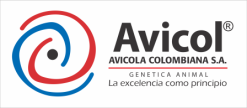 Avicol®
AVICOLA COLOMBIANA S.A.
GENETICA ANIMAL
La excelencia como principio